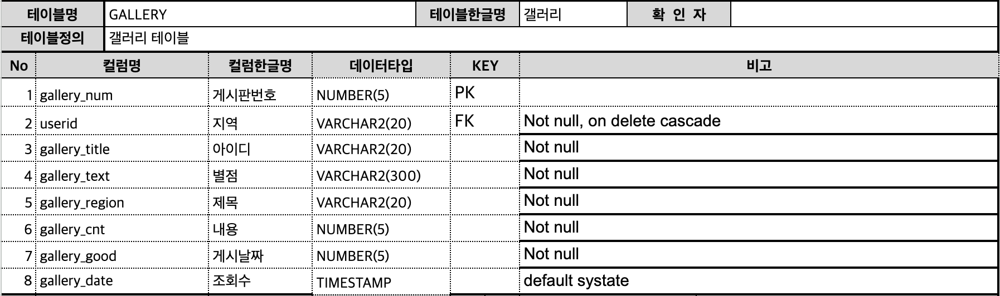 테이블명 GALLERY 테이블한글명 갤러리 확 인 자
테이블정의 갤러리 테이블
No 컬럼명 컬럼한글명 데이터타입 KEY 비고
1 gallery_num 게시판번호 NUMBER(5) PK
2 userid 지역 VARCHAR2(20) FK Not null, on delete cascade
3 gallery_title 아이디 VARCHAR2(20) Not null
4 gallery_text 별점 VARCHAR2(300) Not null
5 gallery_region 제목 VARCHAR2(20) Not null
6 gallery_cnt 내용 NUMBER(5) Not null
7 gallery_good 게시날짜 NUMBER(5) Not null
8 gallery_date 조회수 TIMESTAMP default systate